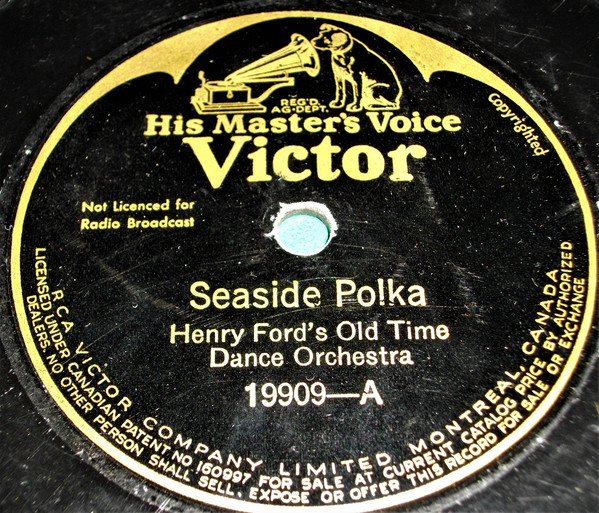 REG'D.
AG-DEPT.
His Master's Voice
Victor
Copyrighted
Not Licenced for
Radio Broadcast
Seaside Polka
Henry Ford's Old Time
Dance Orchestra
19909—A
RCA VICTOR COMPANY LIMITED MONTREAL, CANADA
LICENSED UNDER CANADIAN PATENT NO. 160997 FOR SALE AT CURRENT CATALOG PRICE BY AUTHORIZED
DEALERS. NO OTHER PERSON SHALL SELL, EXPOSE OR OFFER THIS RECORD FOR SALE OR EXCHANGE